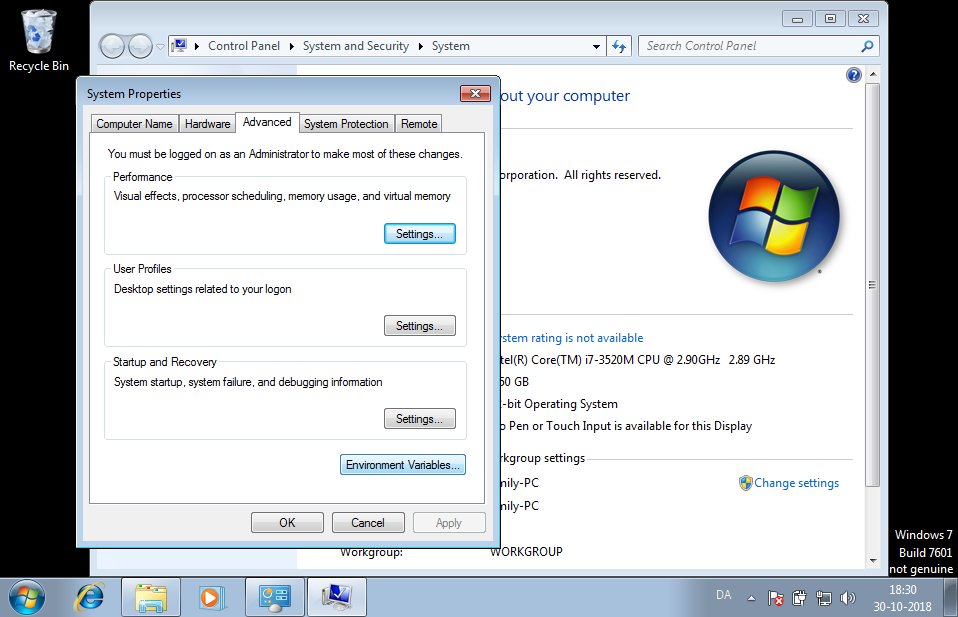 Recycle Bin
Control Panel
System and Security
System
Search Control Panel
System Properties
Computer Name
Hardware
Advanced
System Protection
Remote
You must be logged on as an Administrator to make most of these changes.
Performance
Visual effects, processor scheduling, memory usage, and virtual memory
Settings...
User Profiles
Desktop settings related to your logon
Settings...
Startup and Recovery
System startup, system failure, and debugging information
Settings...
Environment Variables...
OK
Cancel
Apply
out your computer
orporation. All rights reserved.
stem rating is not available
tel(R) Core(TM) i7-3520M CPU @ 2.90GHz 2.89 GHz
50 GB
-bit Operating System
o Pen or Touch Input is available for this Display
rkgroup settings
mily-PC
Change settings
mily-PC
Workgroup:
WORKGROUP
Windows 7
Build 7601
not genuine
DA
18:30
30-10-2018